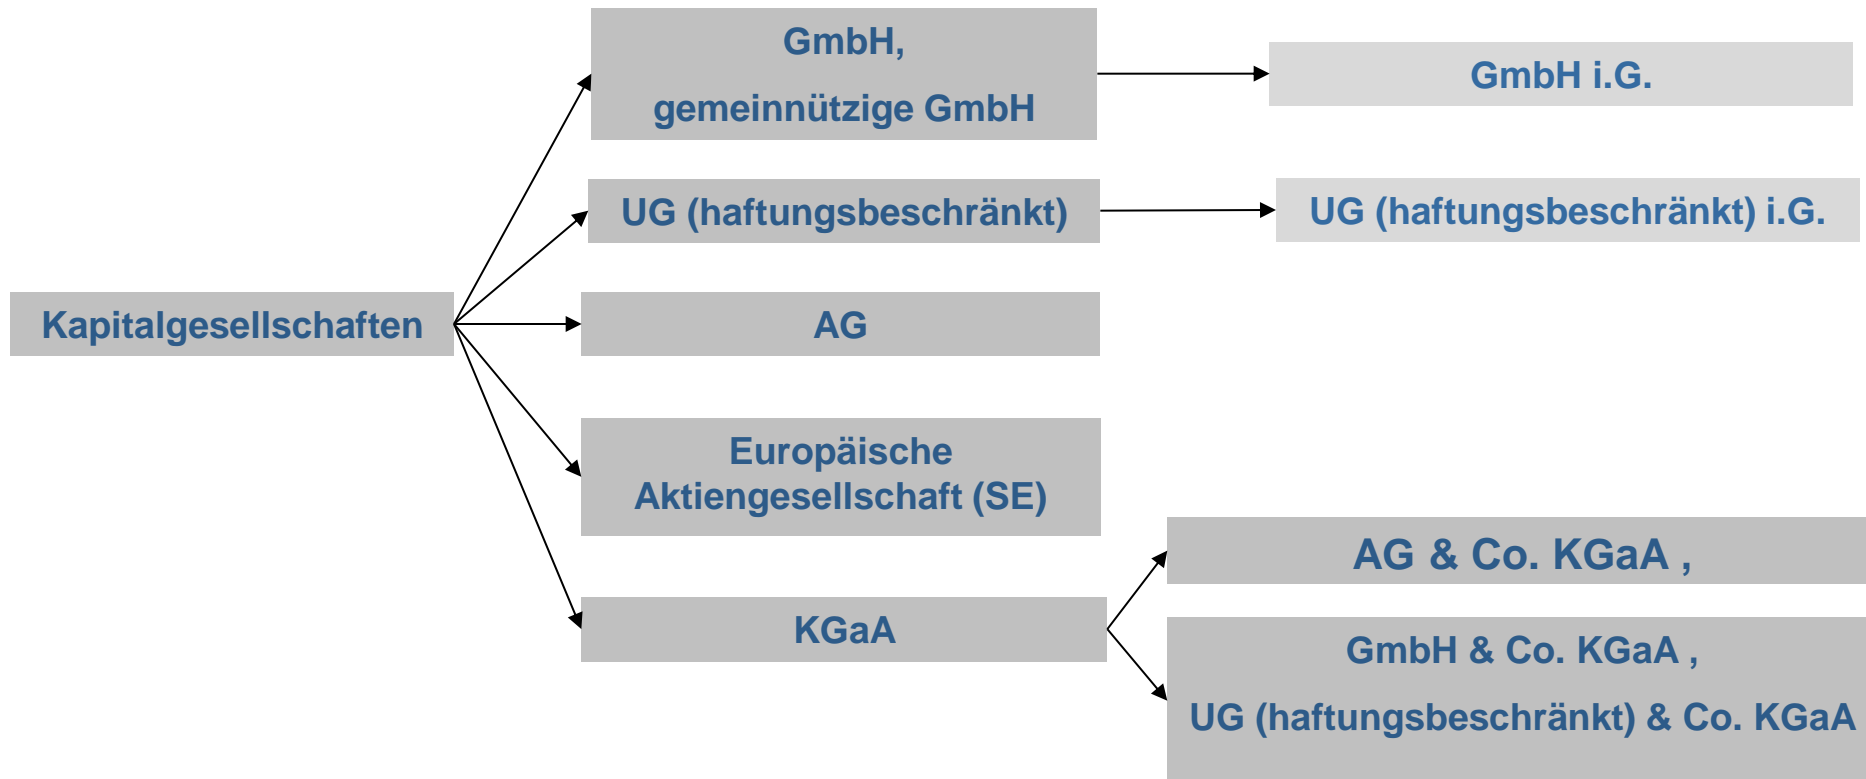 Kapitalgesellschaften
GmbH,
gemeinnützige GmbH
GmbH i.G.
UG (haftungsbeschränkt)
UG (haftungsbeschränkt) i.G.
AG
Europäische
Aktiengesellschaft (SE)
KGaA
AG & Co. KGaA ,
GmbH & Co. KGaA ,
UG (haftungsbeschränkt) & Co. KGaA